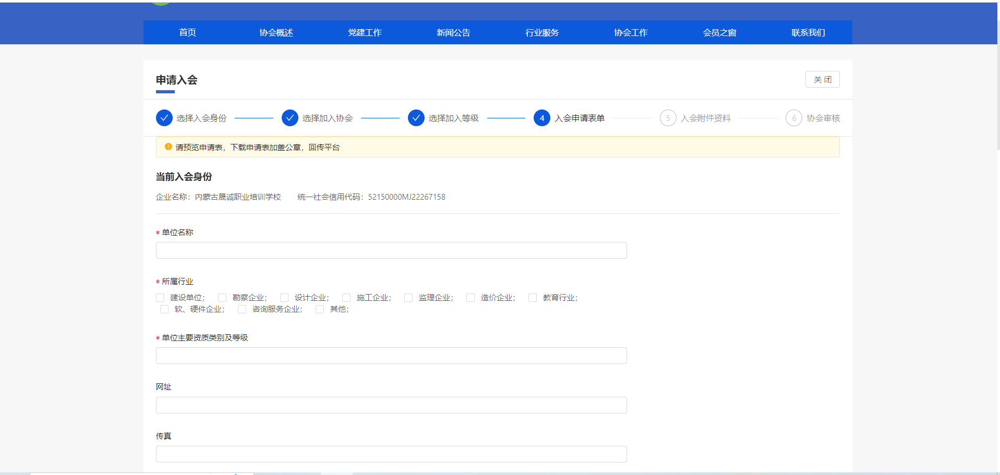 首页 协会概述 党建工作 新闻公告 行业服务 协会工作 会员之窗 联系我们
申请入会
关 闭
选择入会身份 选择加入协会 选择加入等级 4 入会申请表单 5 入会附件资料 6 协会审核
请预览申请表，下载申请表加盖公章，回传平台
当前入会身份
企业名称：内蒙古晟诚职业培训学校 统一社会信用代码：52150000MJ22267158
* 单位名称
* 所属行业
建设单位； 勘察企业； 设计企业； 施工企业； 监理企业； 造价企业； 教育行业；
软、硬件企业； 咨询服务企业； 其他；
* 单位主要资质类别及等级
网址
传真